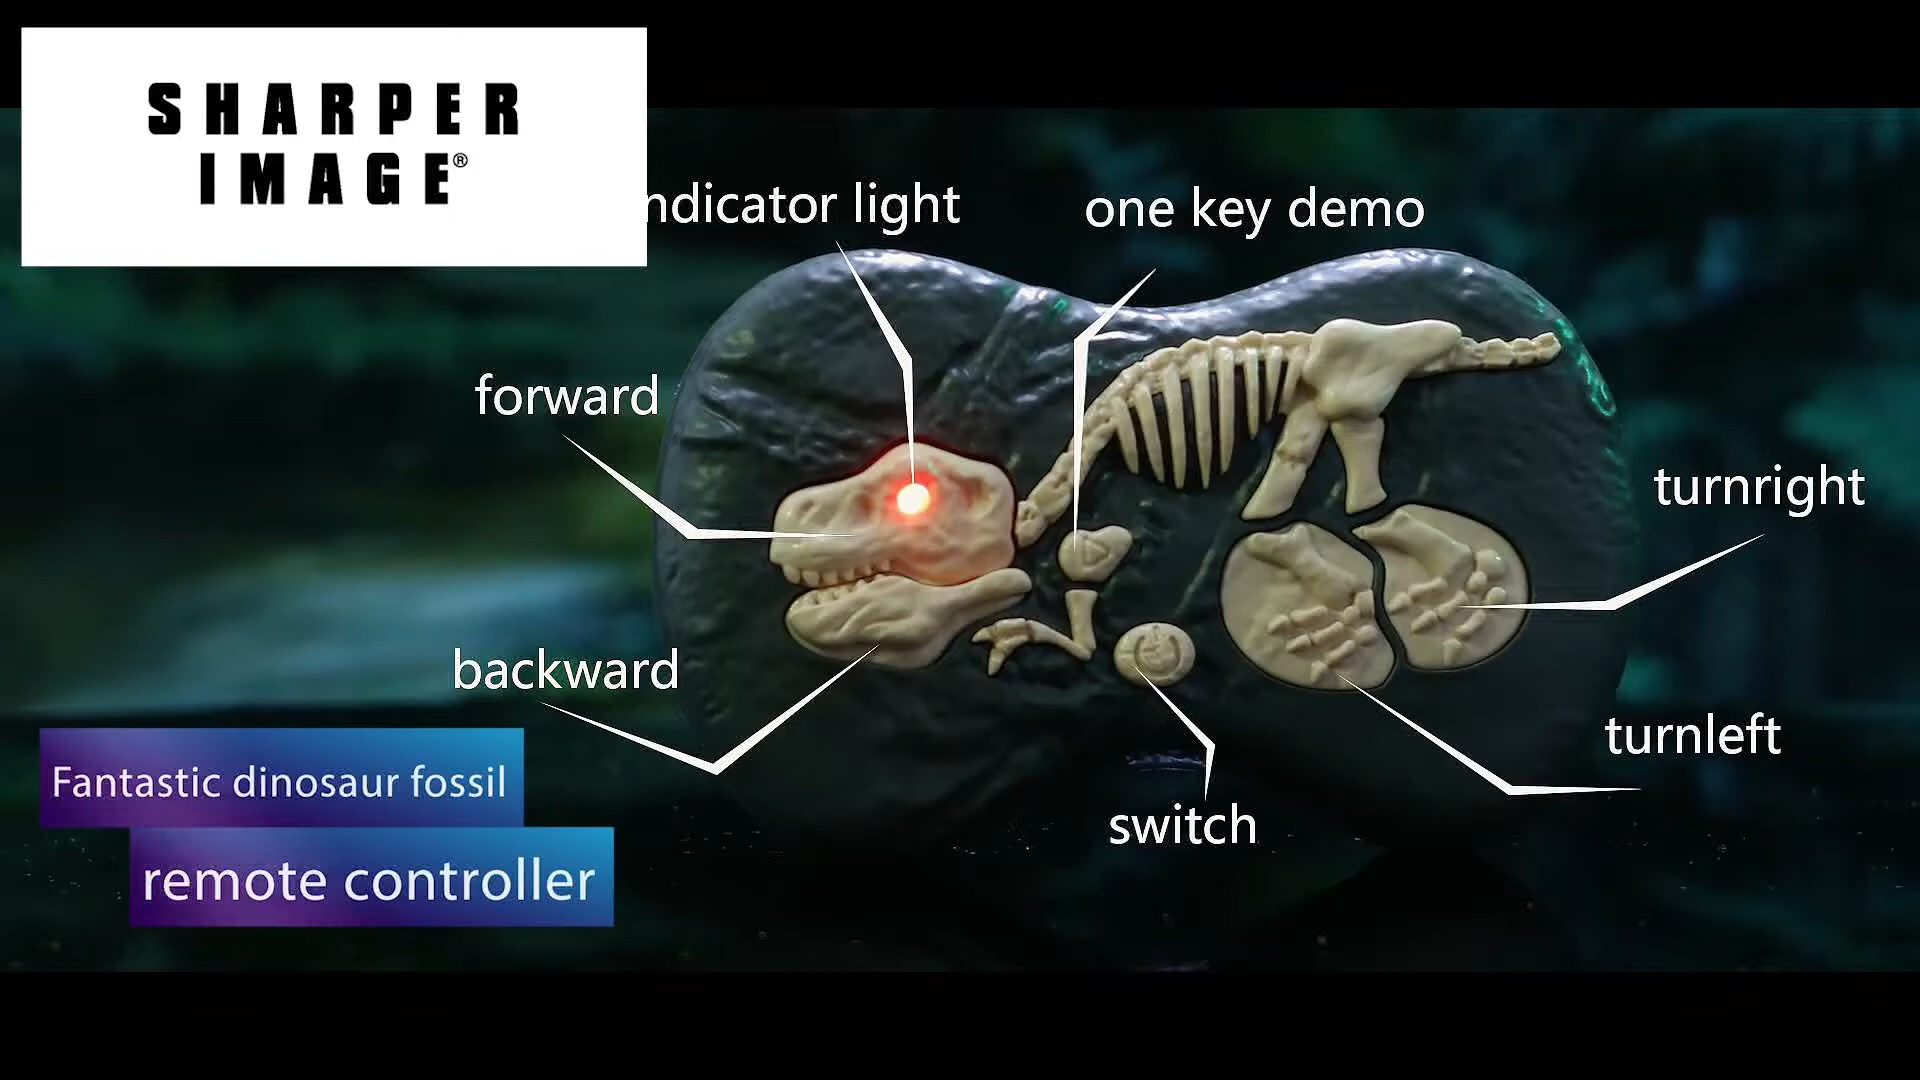 SHARPER
IMAGE®
ndicator light
one key demo
forward
turnright
backward
turnleft
Fantastic dinosaur fossil
switch
remote controller